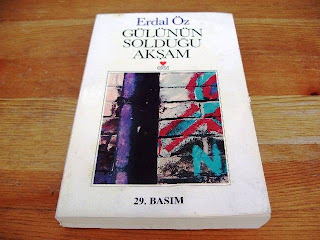 Erdal Öz
GÜLÜNÜN
SOLDUĞU
AKŞAM
29. BASIM